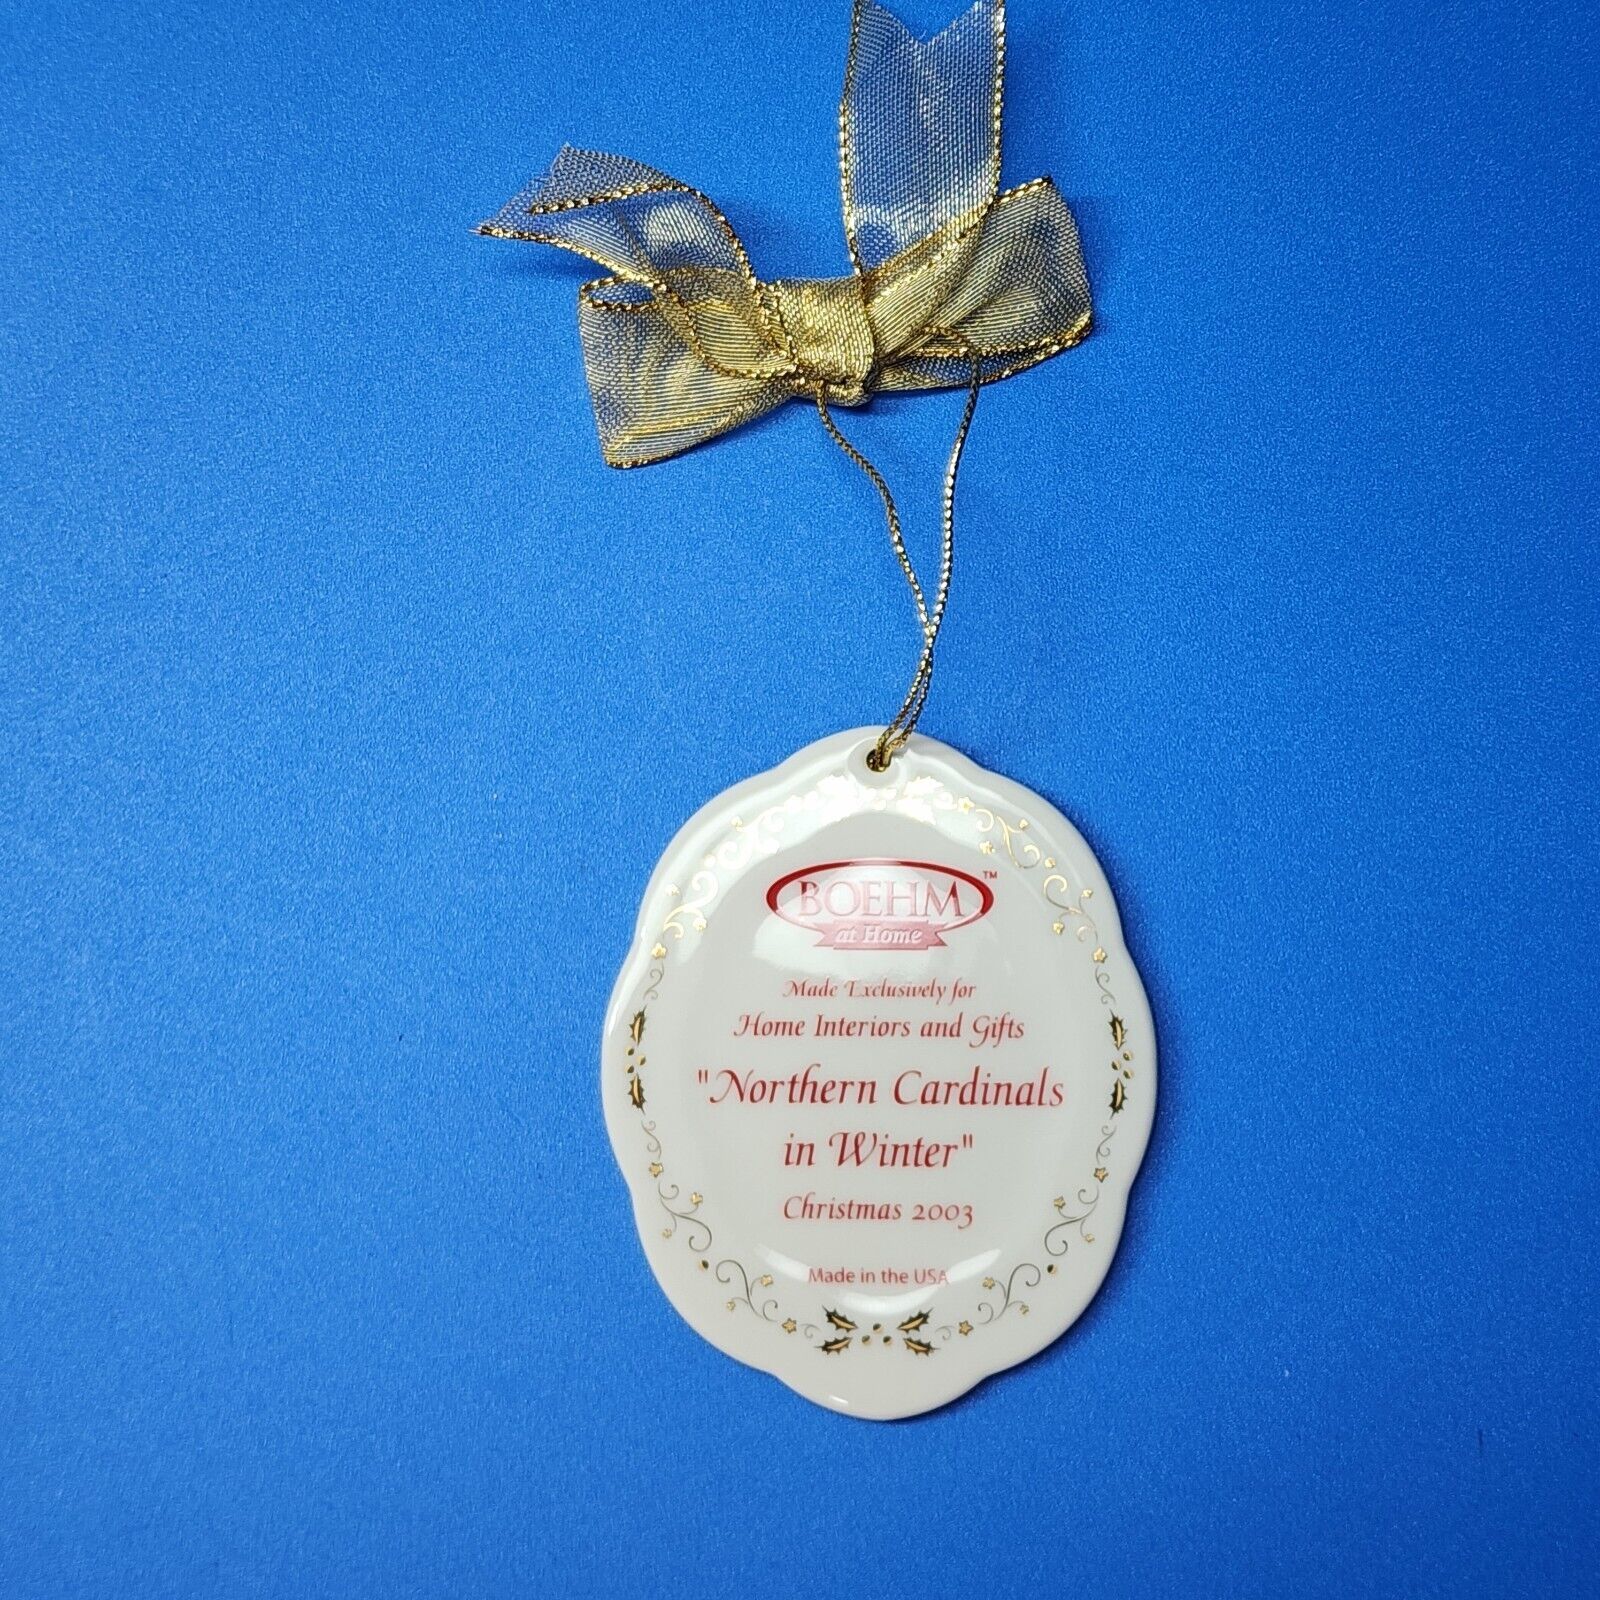 BOEHM™
at Home
Made Exclusively for
Home Interiors and Gifts
"Northern Cardinals
in Winter"
Christmas 2003
Made in the USA